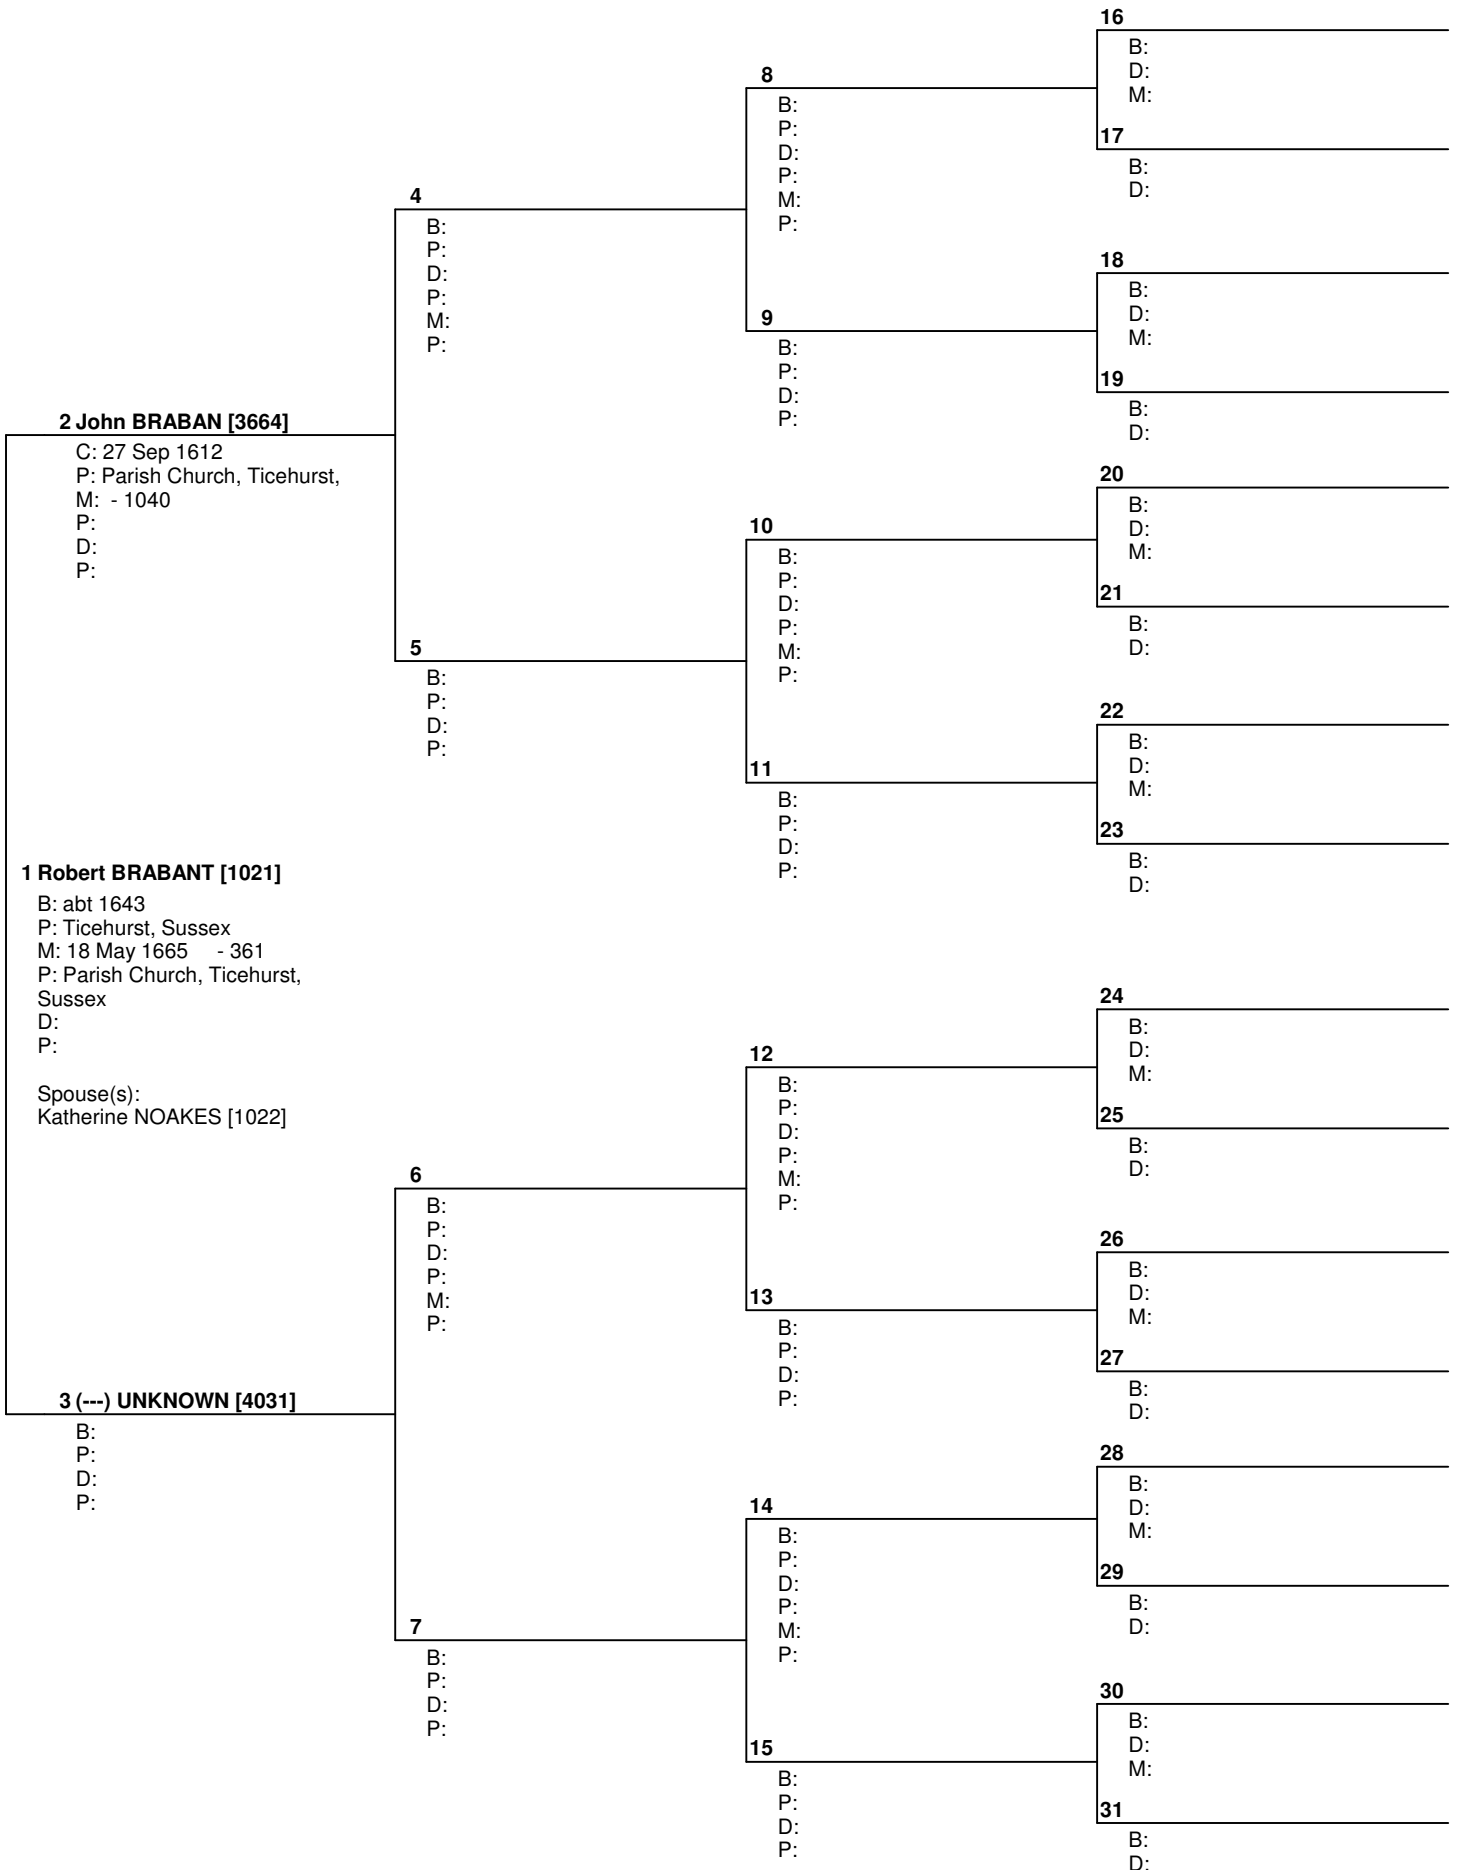 16
B:
D:
M:
8
B:
P:
D:
P:
M:
P:
17
B:
D:
4
B:
P:
D:
P:
M:
P:
18
B:
D:
M:
9
B:
P:
D:
P:
19
B:
D:
2 John BRABAN [3664]
C: 27 Sep 1612
P: Parish Church, Ticehurst,
M:  - 1040
P:
D:
P:
20
B:
D:
M:
10
B:
P:
D:
P:
M:
P:
21
B:
D:
5
B:
P:
D:
P:
22
B:
D:
M:
11
B:
P:
D:
P:
23
B:
D:
1 Robert BRABANT [1021]
B: abt 1643
P: Ticehurst, Sussex
M: 18 May 1665     - 361
P: Parish Church, Ticehurst,
Sussex
D:
P:
Spouse(s):
Katherine NOAKES [1022]
24
B:
D:
M:
12
B:
P:
D:
P:
M:
P:
25
B:
D:
6
B:
P:
D:
P:
M:
P:
26
B:
D:
M:
13
B:
P:
D:
P:
27
B:
D:
3 (---) UNKNOWN [4031]
B:
P:
D:
P:
28
B:
D:
M:
14
B:
P:
D:
P:
M:
P:
29
B:
D:
7
B:
P:
D:
P:
30
B:
D:
M:
15
B:
P:
D:
P:
31
B:
D: